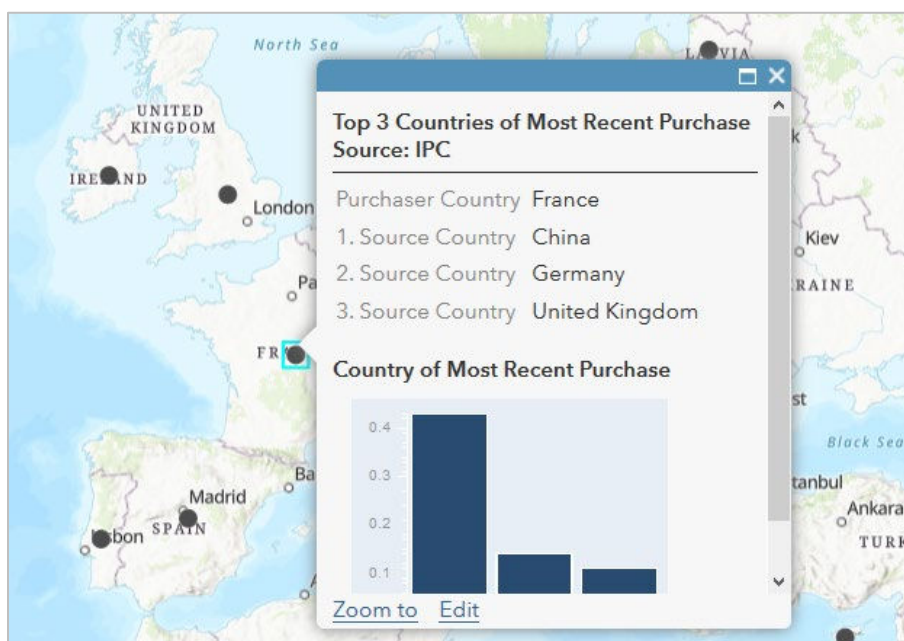 North Sea
LATVIA
UNITED
KINGDOM
IRELAND
London
Pa
FR
Ba
Madrid
Lisbon SPAIN
Top 3 Countries of Most Recent Purchase
Source: IPC
Purchaser Country France
1. Source Country China
2. Source Country Germany
3. Source Country United Kingdom
Country of Most Recent Purchase
0.4
0.3
0.2
0.1
Zoom to Edit
k
Kiev
RAINE
st
Black Sea
tanbul
Ankara
TURK